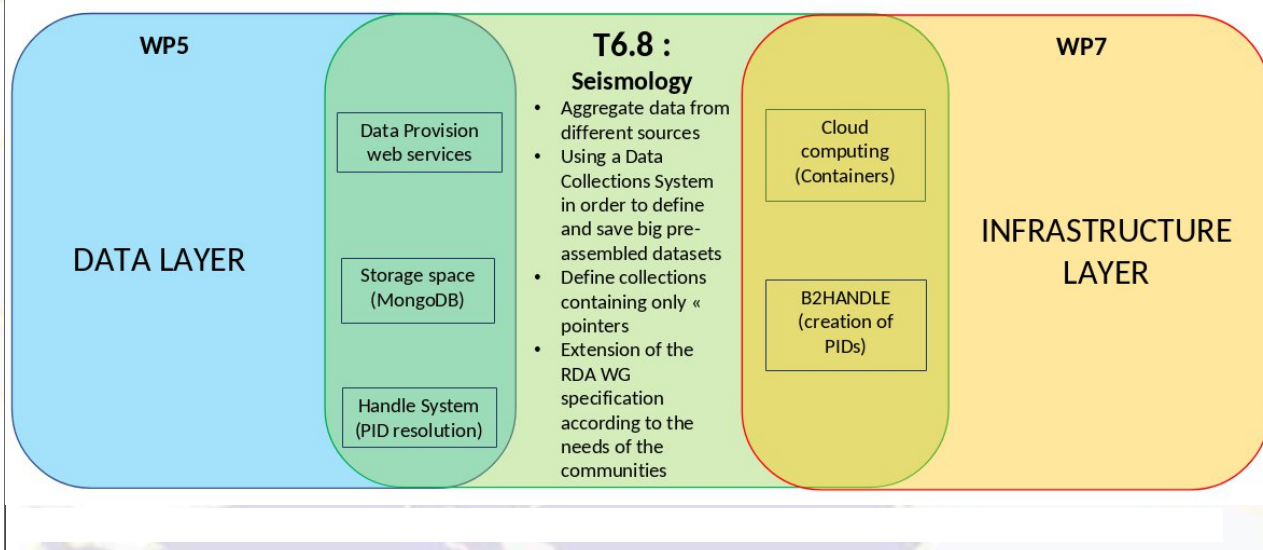 WP5
DATA LAYER
Data Provision
web services
Storage space
(MongoDB)
Handle System
(PID resolution)
T6.8 :
Seismology
• Aggregate data from
different sources
• Using a Data
Collections System
in order to define
and save big pre-
assembled datasets
• Define collections
containing only «
pointers
• Extension of the
RDA WG
specification
according to the
needs of the
communities
Cloud
computing
(Containers)
B2HANDLE
(creation of
PIDs)
WP7
INFRASTRUCTURE
LAYER